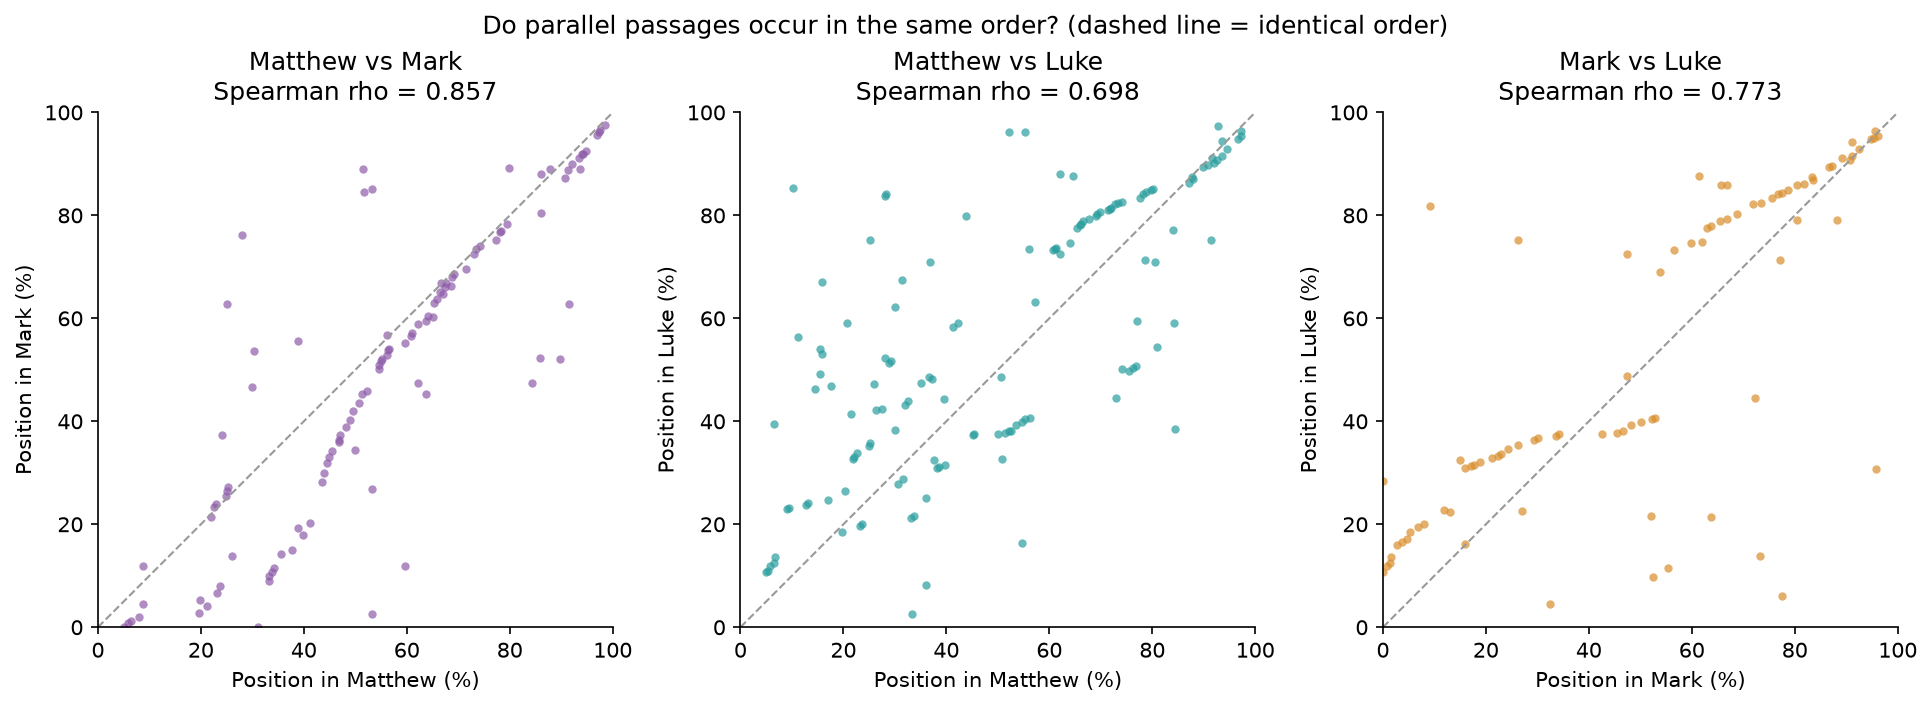 Do parallel passages occur in the same order? (dashed line = identical order)
Matthew vs Mark
Spearman rho = 0.857
100
80
60
40
20
0
Position in Mark (%)
0 20 40 60 80 100
Position in Matthew (%)
Matthew vs Luke
Spearman rho = 0.698
100
80
60
40
20
0
Position in Luke (%)
0 20 40 60 80 100
Position in Matthew (%)
Mark vs Luke
Spearman rho = 0.773
100
80
60
40
20
0
Position in Luke (%)
0 20 40 60 80 100
Position in Mark (%)